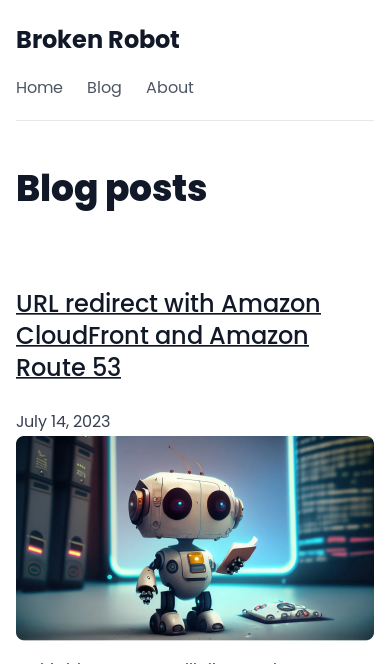 Broken Robot
Home Blog About
Blog posts
URL redirect with Amazon
CloudFront and Amazon
Route 53
July 14, 2023